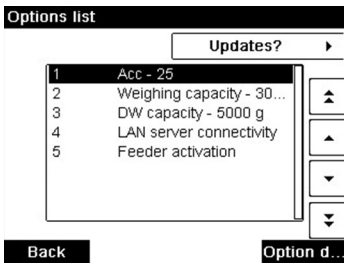 Options list
Updates?
1 Acc - 25
2 Weighing capacity - 30...
3 DW capacity - 5000 g
4 LAN server connectivity
5 Feeder activation
Back Option d...